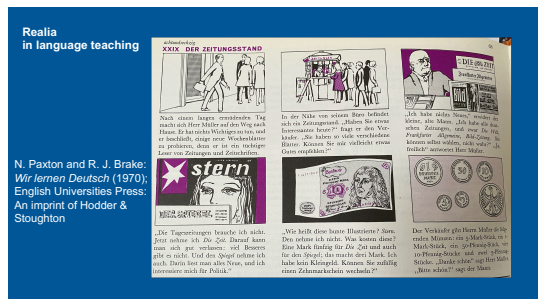 Realia
in language teaching
N. Paxton and R. J. Brake:
Wir lernen Deutsch (1970);
English Universities Press:
An imprint of Hodder &
Stoughton
achtundsechzig
XXIX DER ZEITUNGSSTAND
Nach einem langen ermüdenden Tag
macht sich Herr Müller auf den Weg nach
Hause. Er hat nichts Wichtiges zu tun, und
er beschließt, einige neue Wochenblätter
zu probieren, denn er ist ein tüchtiger
Leser von Zeitungen und Zeitschriften.
In der Nähe von seinem Büro befindet
sich ein Zeitungsstand. „Haben Sie etwas
Interessantes heute?" fragt er den Ver-
käufer. „Sie haben so viele verschiedene
Blätter. Können Sie mir vielleicht etwas
Gutes empfehlen?"
DIE ZEIT
Frankfurter Allgemeine
„Ich habe nichts Neues," erwidert der
kleine, alte Mann. „Ich habe alle
schen Zeitungen, und zwar Die Welt,
Frankfurter Allgemeine, Bild-Zeitung. Sie
können selbst wählen, nicht wahr?" „Ja,
freilich" antwortet Herr Müller.
stern
„Die Tageszeitungen brauche ich nicht.
Jetzt nehme ich Die Zeit. Darauf kann
man sich gut verlassen: viel Besseres
gibt es nicht. Und den Spiegel nehme ich
auch. Darin liest man alles Neue, und ich
interessiere mich für Politik."
10
„Wie heißt diese bunte Illustrierte? Stern.
Den nehme ich nicht. Was kosten diese?
Eine Mark fünfzig für Die Zeit und auch
für den Spiegel; das macht drei Mark. Ich
habe kein Kleingeld. Können Sie zufällig
einen Zehnmarkschein wechseln?"
50
Der Verkäufer gibt Herrn Müller die folg-
enden Münzen: ein 5-Mark-Stück, ein
Mark-Stück, ein 50-Pfennig-Stück,
10-Pfennig-Stücke und zwei 5-Pfennig-
Stücke. „Danke schön" sagt Herr Müller.
„Bitte schön!" sagt der Mann.